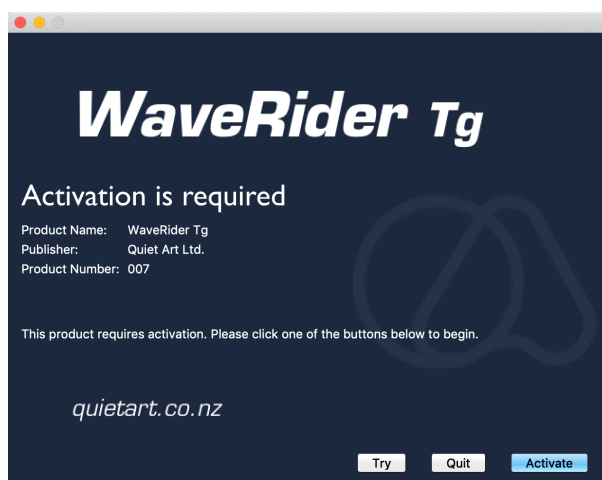 WaveRider Tg
Activation is required
Product Name: WaveRider Tg
Publisher: Quiet Art Ltd.
Product Number: 007
This product requires activation. Please click one of the buttons below to begin.
quietart.co.nz
Try Quit Activate